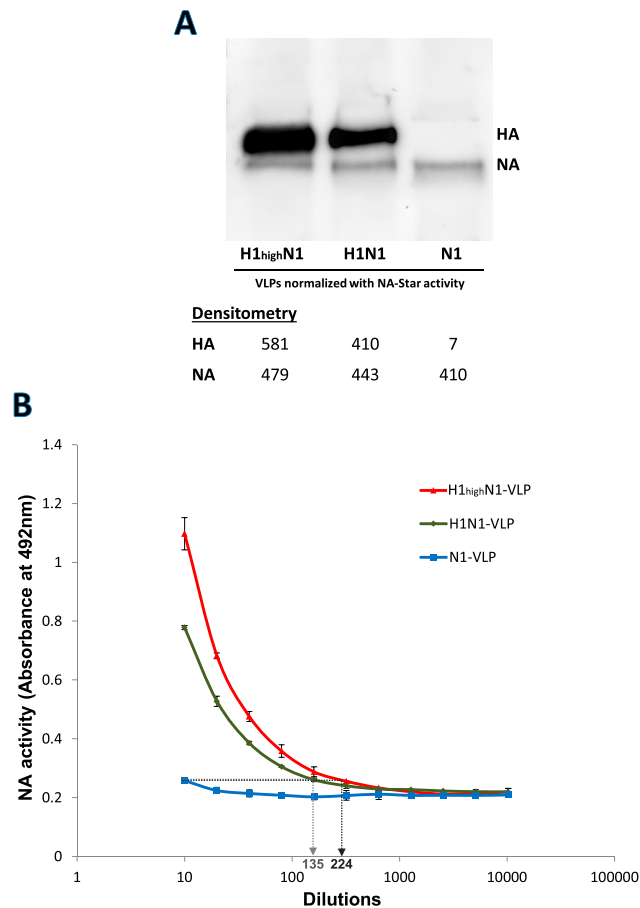 A
HA
NA
H1highN1 H1N1 N1
VLPs normalized with NA-Star activity
Densitometry
HA 581 410 7
NA 479 443 410
B
NA activity (Absorbance at 492nm)
1.4
1.2
1
0.8
0.6
0.4
0.2
0
H1highN1-VLP
H1N1-VLP
N1-VLP
135 224
1 10 100 1000 10000 100000
Dilutions